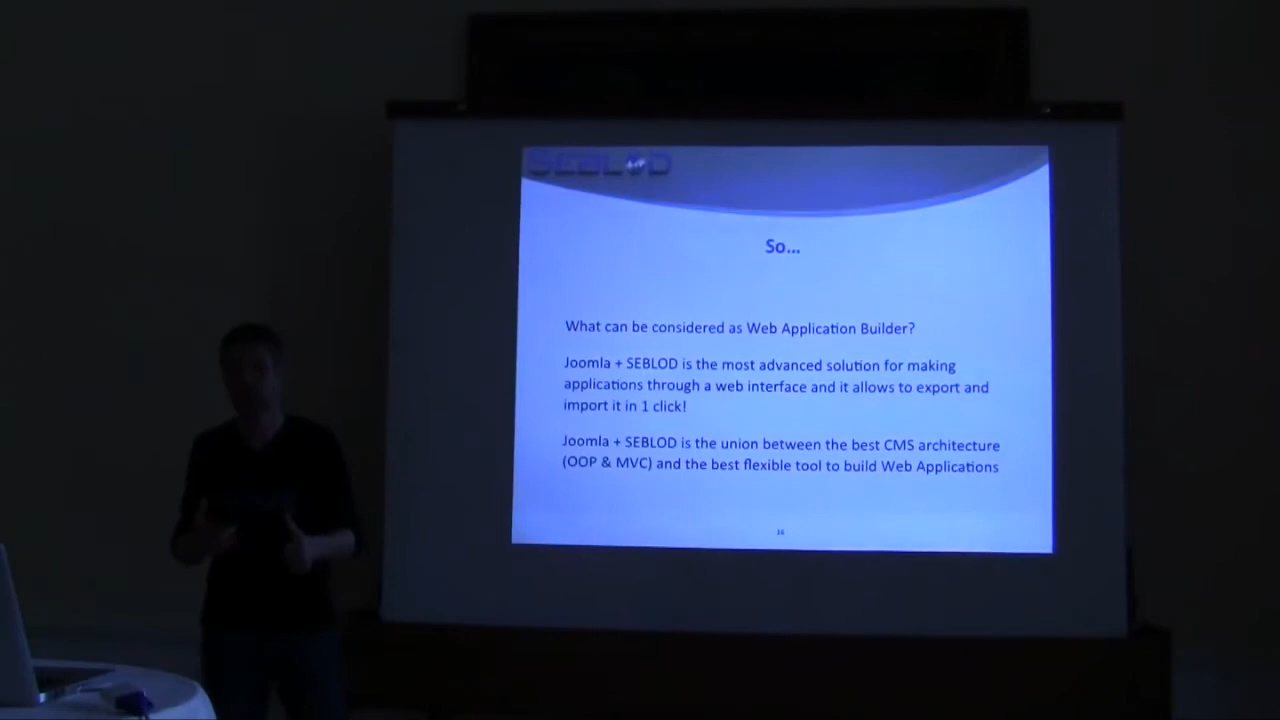 SEBLOD
So...
What can be considered as Web Application Builder?
Joomla + SEBLOD is the most advanced solution for making
applications through a web interface and it allows to export and
import it in 1 click!
Joomla + SEBLOD is the union between the best CMS architecture
(OOP & MVC) and the best flexible tool to build Web Applications
16